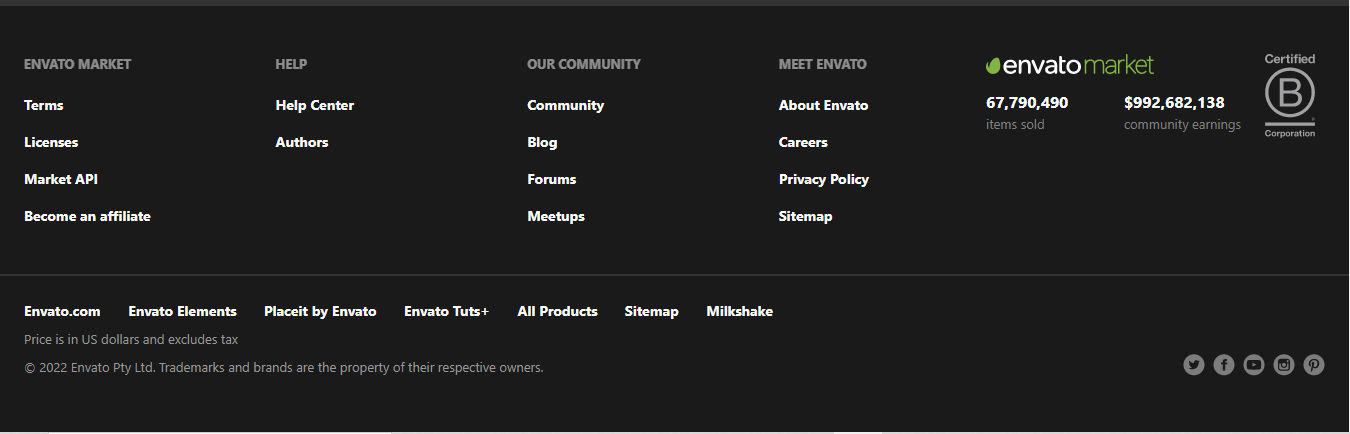 ENVATO MARKET
Terms
Licenses
Market API
Become an affiliate
HELP
Help Center
Authors
OUR COMMUNITY
Community
Blog
Forums
Meetups
MEET ENVATO
About Envato
Careers
Privacy Policy
Sitemap
envatomarket
67,790,490
items sold
$992,682,138
community earnings
Certified
B
Corporation
Envato.com Envato Elements Placeit by Envato Envato Tuts+ All Products Sitemap Milkshake
Price is in US dollars and excludes tax
© 2022 Envato Pty Ltd. Trademarks and brands are the property of their respective owners.